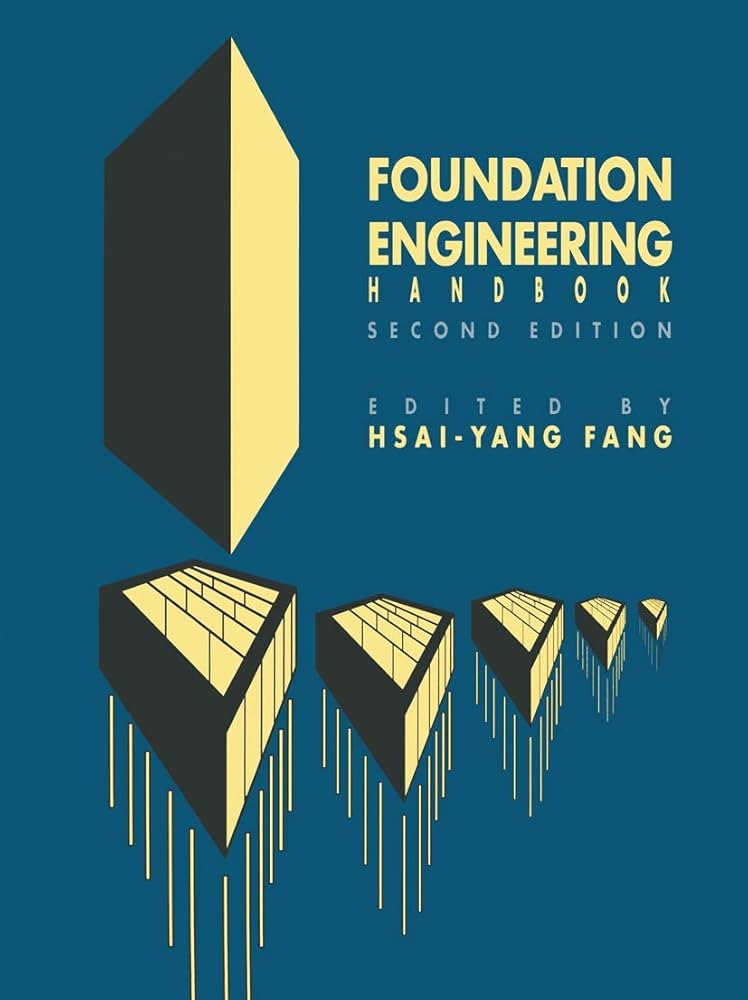 FOUNDATION
ENGINEERING
HANDBOOK
SECOND EDITION
EDITED BY
HSAI-YANG FANG